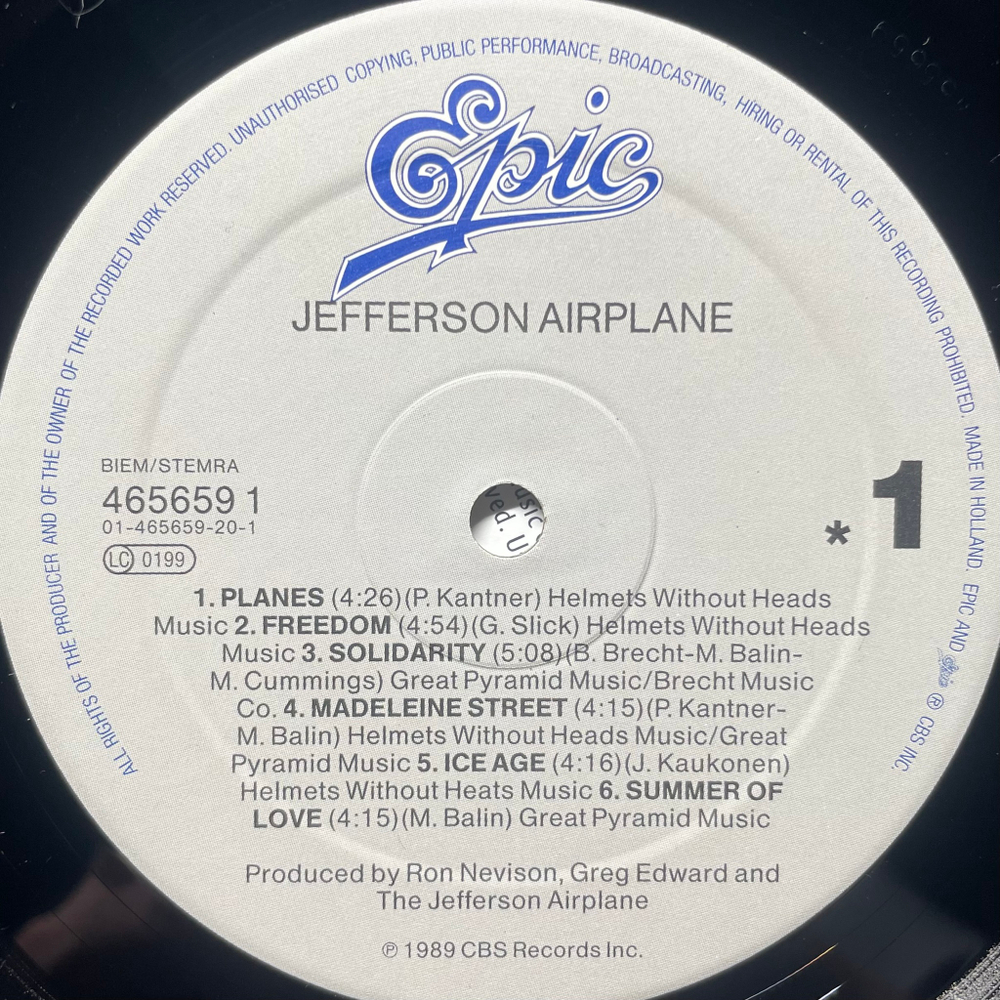 ALL RIGHTS OF THE PRODUCER AND OF THE OWNER OF THE RECORDED WORK RESERVED. UNAUTHORISED COPYING, PUBLIC PERFORMANCE, BROADCASTING, HIRING OR RENTAL OF THIS RECORDING PROHIBITED. MADE IN HOLLAND. EPIC AND Epic ® CBS INC.
Epic
JEFFERSON AIRPLANE
BIEM/STEMRA
465659 1
01-465659-20-1
LC 0199
* 1
usic
ved. U
1. PLANES (4:26)(P. Kantner) Helmets Without Heads
Music 2. FREEDOM (4:54)(G. Slick) Helmets Without Heads
Music 3. SOLIDARITY (5:08)(B. Brecht-M. Balin-
M. Cummings) Great Pyramid Music/Brecht Music
Co. 4. MADELEINE STREET (4:15)(P. Kantner-
M. Balin) Helmets Without Heads Music/Great
Pyramid Music 5. ICE AGE (4:16)(J. Kaukonen)
Helmets Without Heats Music 6. SUMMER OF
LOVE (4:15)(M. Balin) Great Pyramid Music
Produced by Ron Nevison, Greg Edward and
The Jefferson Airplane
℗ 1989 CBS Records Inc.